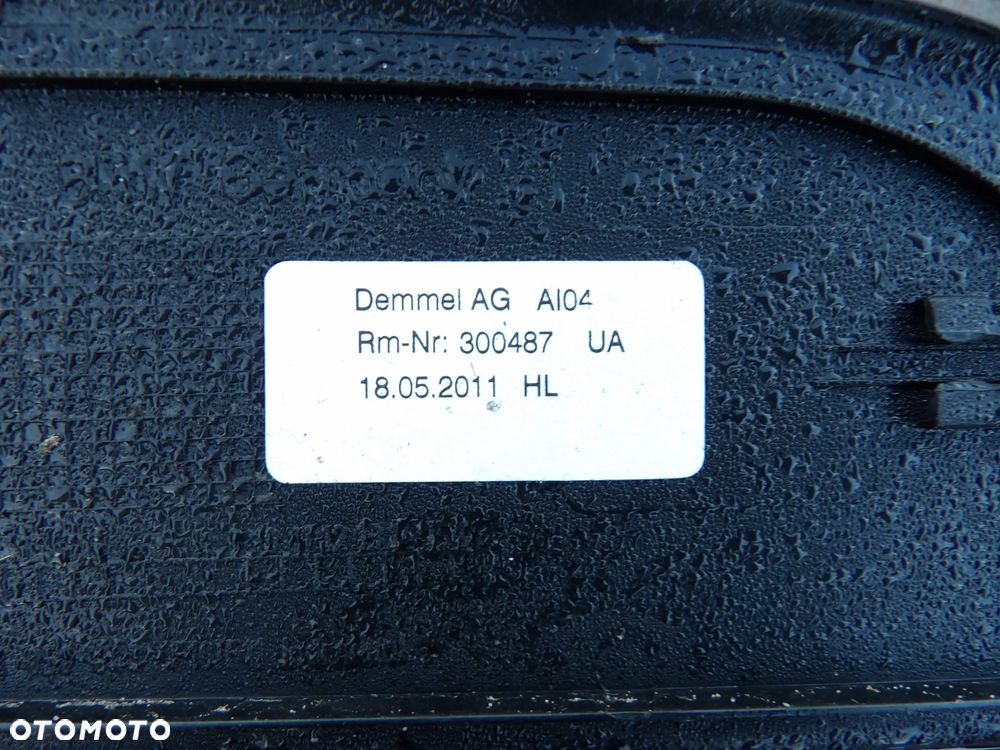 Demmel AG AI04
Rm-Nr: 300487 UA
18.05.2011 HL
OTOMOTO